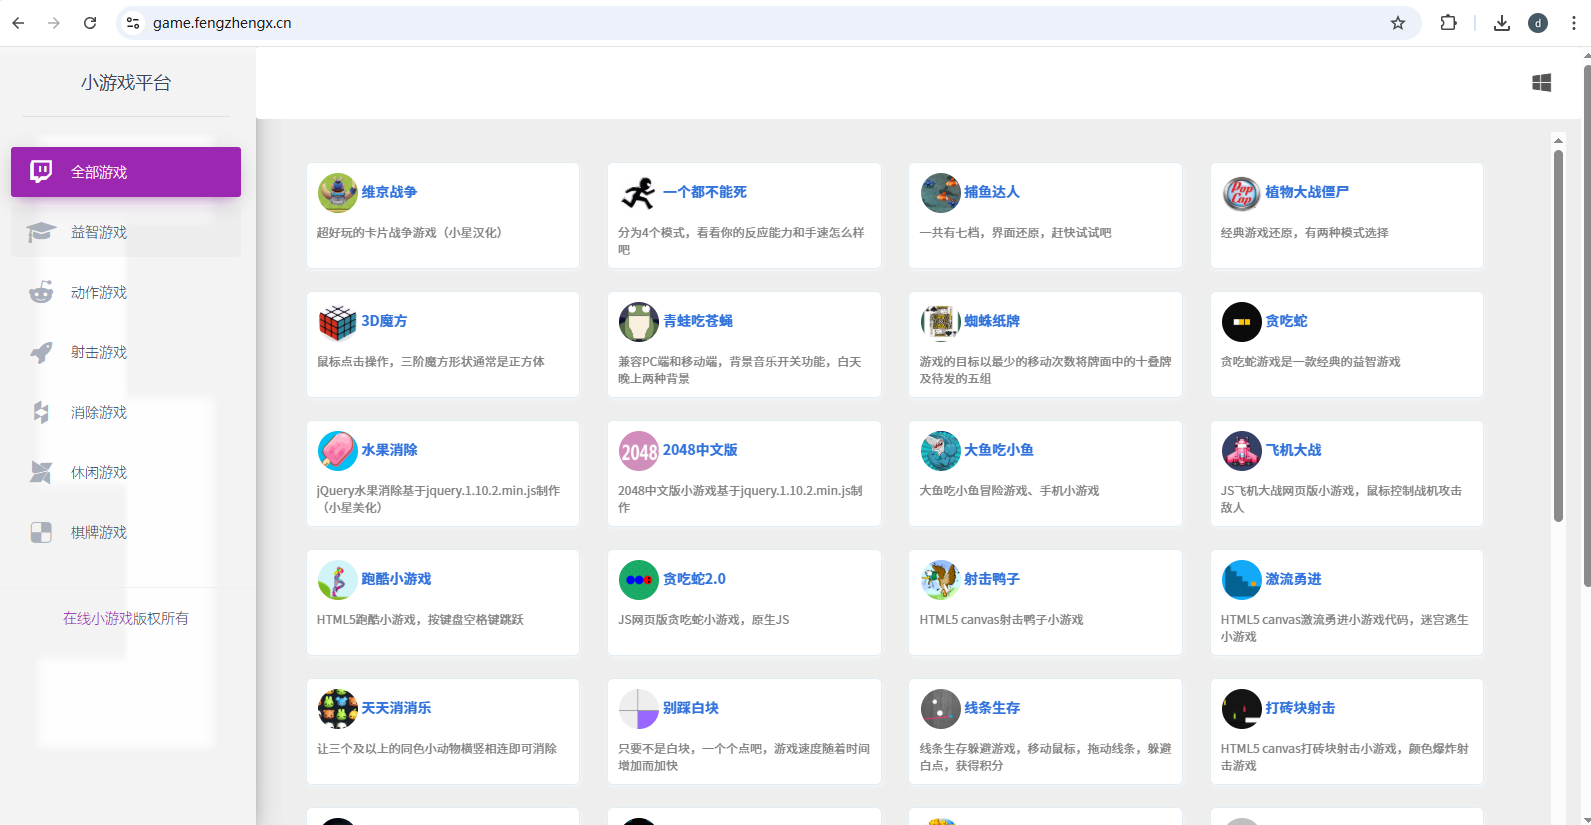 game.fengzhengx.cn
d
小游戏平台
全部游戏
益智游戏
动作游戏
射击游戏
消除游戏
休闲游戏
棋牌游戏
在线小游戏版权所有
维京战争
超好玩的卡片战争游戏（小星汉化）
一个都不能死
分为4个模式，看看你的反应能力和手速怎么样
吧
捕鱼达人
一共有七档，界面还原，赶快试试吧
Pop
Cap
植物大战僵尸
经典游戏还原，有两种模式选择
3D魔方
鼠标点击操作，三阶魔方形状通常是正方体
青蛙吃苍蝇
兼容PC端和移动端，背景音乐开关功能，白天
晚上两种背景
蜘蛛纸牌
游戏的目标以最少的移动次数将牌面中的十叠牌
及待发的五组
贪吃蛇
贪吃蛇游戏是一款经典的益智游戏
水果消除
jQuery水果消除基于jquery.1.10.2.min.js制作
（小星美化）
2048
2048中文版
2048中文版小游戏基于jquery.1.10.2.min.js制
作
大鱼吃小鱼
大鱼吃小鱼冒险游戏、手机小游戏
飞机大战
JS飞机大战网页版小游戏，鼠标控制战机攻击
敌人
跑酷小游戏
HTML5跑酷小游戏，按键盘空格键跳跃
贪吃蛇2.0
JS网页版贪吃蛇小游戏，原生JS
射击鸭子
HTML5 canvas射击鸭子小游戏
激流勇进
HTML5 canvas激流勇进小游戏代码，迷宫逃生
小游戏
天天消消乐
让三个及以上的同色小动物横竖相连即可消除
别踩白块
只要不是白块，一个个点吧，游戏速度随着时间
增加而加快
线条生存
线条生存躲避游戏，移动鼠标，拖动线条，躲避
白点，获得积分
打砖块射击
HTML5 canvas打砖块射击小游戏，颜色爆炸射
击游戏